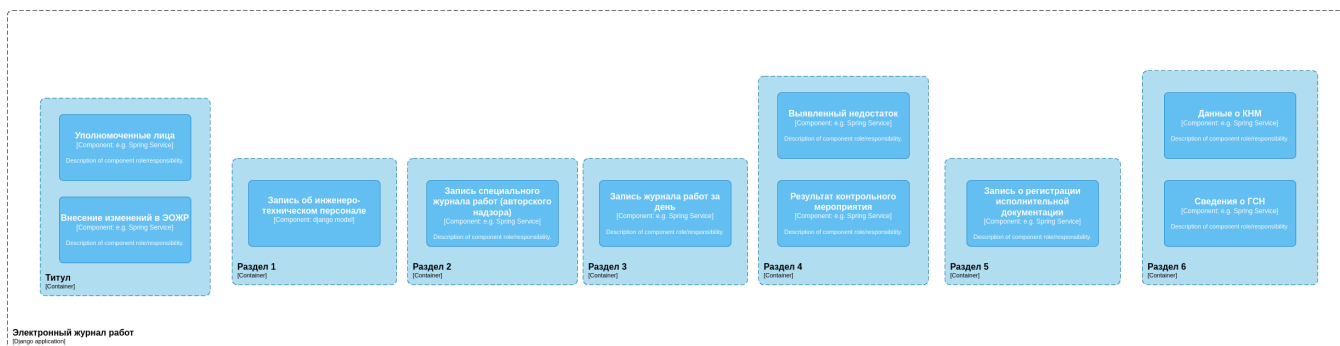 Уполномоченные лица
[Component: e.g. Spring Service]
Description of component role/responsibility.
Внесение изменений в ЭОЖР
[Component: e.g. Spring Service]
Description of component role/responsibility.
Титул
[Container]
Запись об инженеро-
техническом персонале
[Component: django model]
Раздел 1
[Container]
Запись специального
журнала работ (авторского
надзора)
[Component: e.g. Spring Service]
Description of component role/responsibility.
Раздел 2
[Container]
Запись журнала работ за
день
[Component: e.g. Spring Service]
Description of component role/responsibility.
Раздел 3
[Container]
Выявленный недостаток
[Component: e.g. Spring Service]
Description of component role/responsibility.
Результат контрольного
мероприятия
[Component: e.g. Spring Service]
Description of component role/responsibility.
Раздел 4
[Container]
Запись о регистрации
исполнительной
документации
[Component: e.g. Spring Service]
Description of component role/responsibility.
Раздел 5
[Container]
Данные о КНМ
[Component: e.g. Spring Service]
Description of component role/responsibility.
Сведения о ГСН
[Component: e.g. Spring Service]
Description of component role/responsibility.
Раздел 6
[Container]
Электронный журнал работ
[Django application]